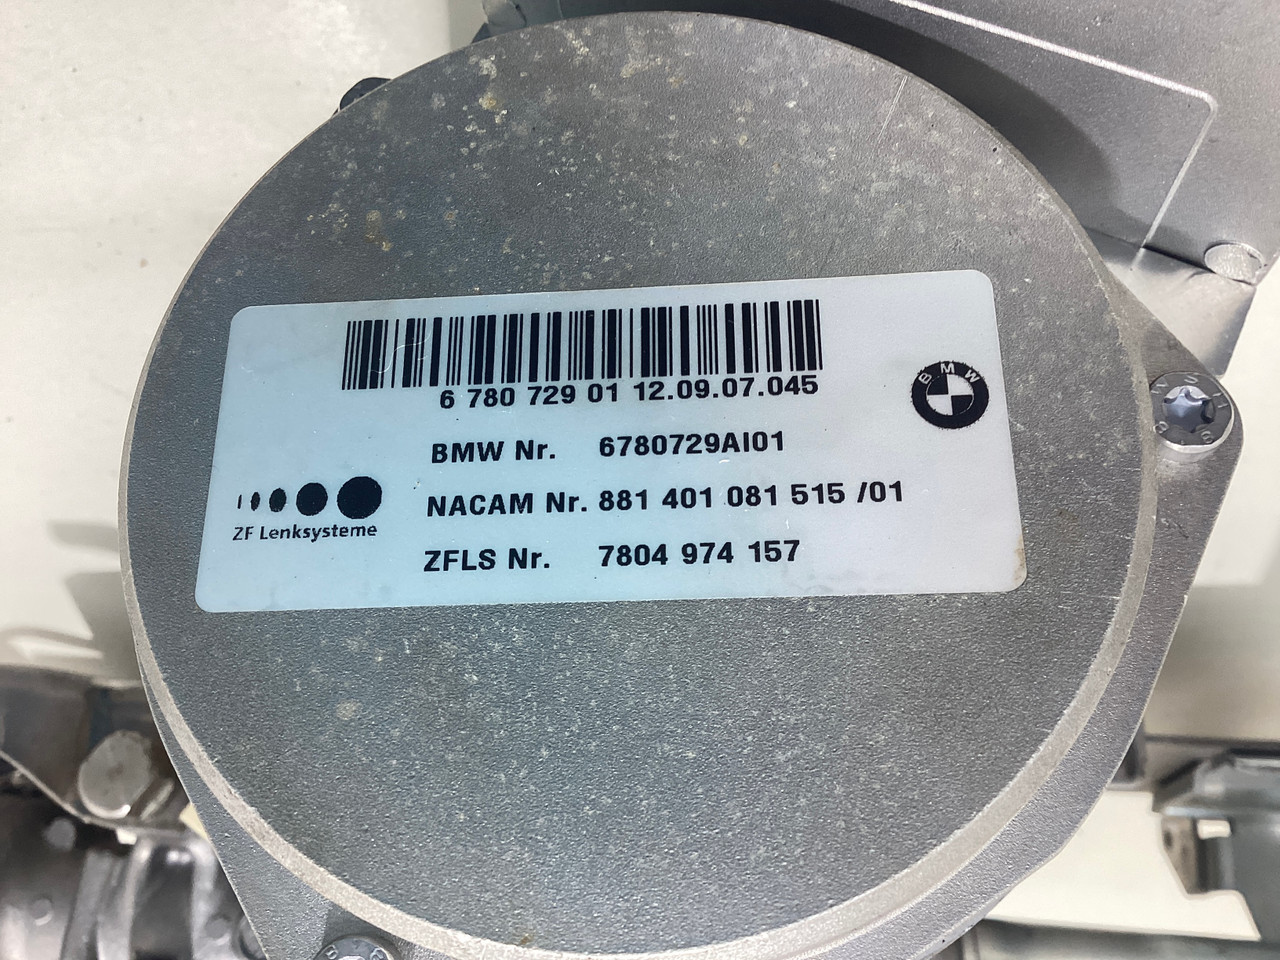 6 780 729 01 12.09.07.045
BMW
BMW Nr. 6780729AI01
NACAM Nr. 881 401 081 515 /01
ZF Lenksysteme
ZFLS Nr. 7804 974 157